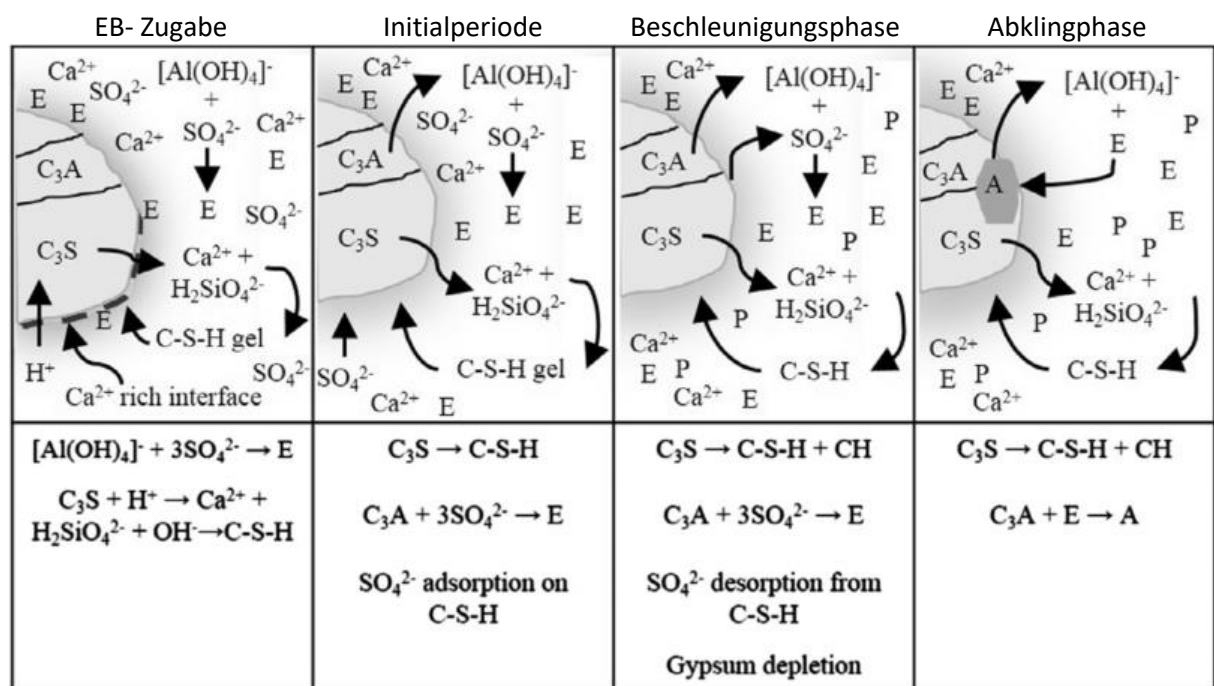 EB- Zugabe
Ca²⁺
[Al(OH)₄]⁻
E
SO₄²⁻
+
E
SO₄²⁻
Ca²⁺
Ca²⁺
E
C₃A
E
E
SO₄²⁻
C₃S
Ca²⁺ +
H₂SiO₄²⁻
E
C-S-H gel
H⁺
SO₄²⁻
Ca²⁺ rich interface
[Al(OH)₄]⁻ + 3SO₄²⁻ → E
C₃S + H⁺ → Ca²⁺ +
H₂SiO₄²⁻ + OH⁻→C-S-H
Initialperiode
Ca²⁺
[Al(OH)₄]⁻
E
E
+
SO₄²⁻
SO₄²⁻
C₃A
Ca²⁺
E
E
E
E
C₃S
Ca²⁺ +
H₂SiO₄²⁻
C-S-H gel
SO₄²⁻
Ca²⁺
E
C₃S → C-S-H
C₃A + 3SO₄²⁻ → E
SO₄²⁻ adsorption on
C-S-H
Beschleunigungsphase
Ca²⁺
[Al(OH)₄]⁻
E
E
+
P
SO₄²⁻
C₃A
E
E
E
C₃S
E
P
Ca²⁺ +
H₂SiO₄²⁻
P
Ca²⁺
E
P
C-S-H
Ca²⁺
E
C₃S → C-S-H + CH
C₃A + 3SO₄²⁻ → E
SO₄²⁻ desorption from
C-S-H
Gypsum depletion
Abklingphase
Ca²⁺
[Al(OH)₄]⁻
E
E
+
P
E
C₃A
A
E
C₃S
E
P
E
P
Ca²⁺ +
H₂SiO₄²⁻
P
Ca²⁺
E
P
C-S-H
Ca²⁺
C₃S → C-S-H + CH
C₃A + E → A